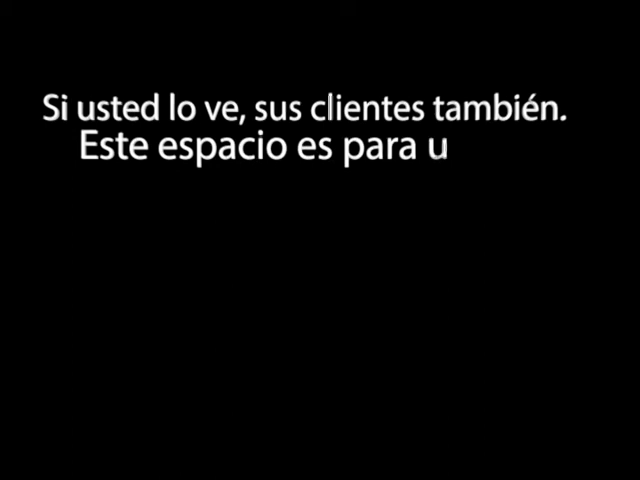 Si usted lo ve, sus clientes también.
Este espacio es para u